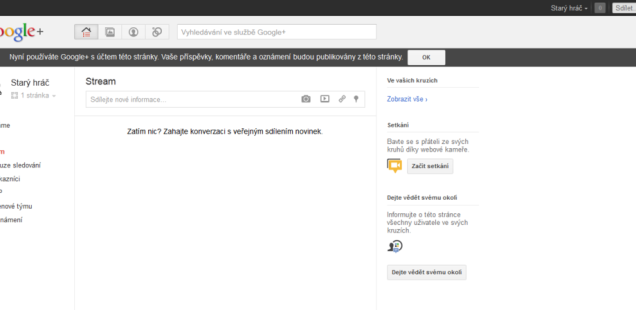 Starý hráč
0
Sdílet
oogle+
Vyhledávání ve službě Google+
Nyní používáte Google+ s účtem této stránky. Vaše příspěvky, komentáře a oznámení budou publikovány z této stránky.
OK
Starý hráč
1 stránka
me
m
uze sledování
kazníci
enové týmu
námení
Stream
Sdílejte nové informace...
Zatím nic? Zahajte konverzaci s veřejným sdílením novinek.
Ve vašich kruzích
Zobrazit vše ›
Setkání
Bavte se s přáteli ze svých
kruhů díky webové kameře.
Začít setkání
Dejte vědět svému okolí
Informujte o této stránce
všechny uživatele ve svých
kruzích.
Dejte vědět svému okolí